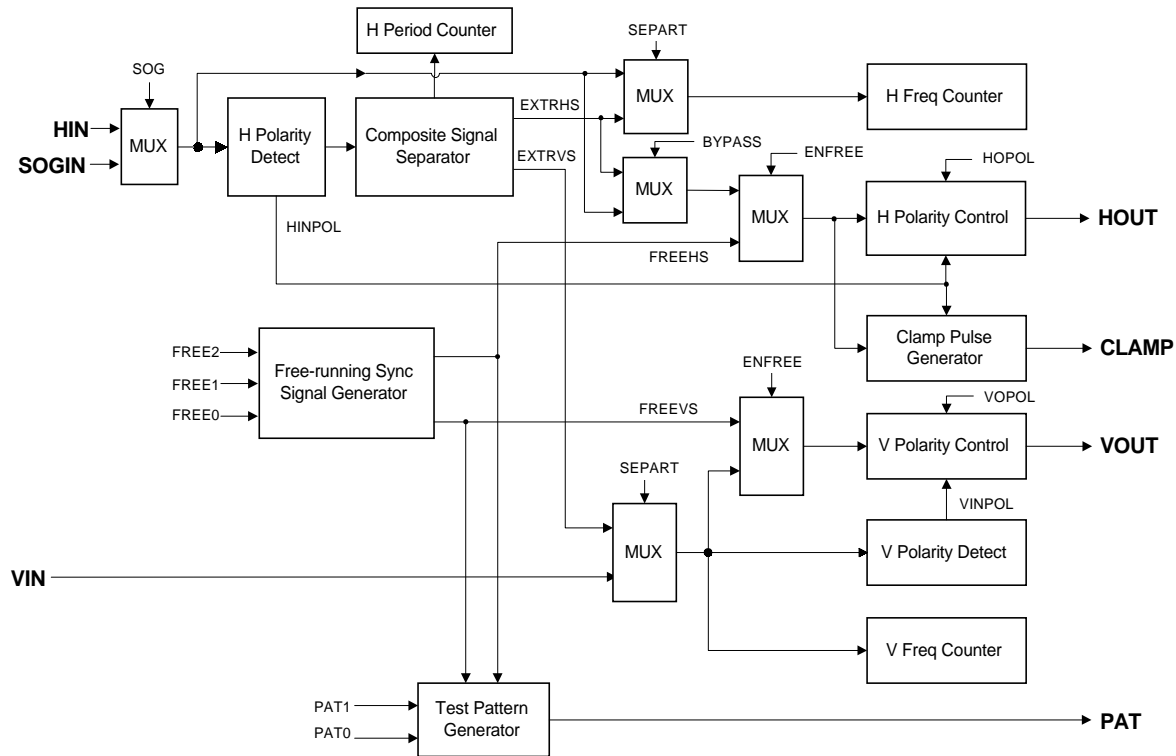 H Period Counter
SEPART
SOG
MUX
H Freq Counter
EXTRHS
HIN
MUX
H Polarity
Detect
Composite Signal
Separator
BYPASS
ENFREE
SOGIN
EXTRVS
HOPOL
MUX
MUX
H Polarity Control
HOUT
HINPOL
FREEHS
Clamp Pulse
Generator
CLAMP
FREE2
FREE1
FREE0
Free-running Sync
Signal Generator
ENFREE
FREEVS
VOPOL
MUX
V Polarity Control
VOUT
SEPART
VINPOL
MUX
V Polarity Detect
VIN
V Freq Counter
PAT1
PAT0
Test Pattern
Generator
PAT